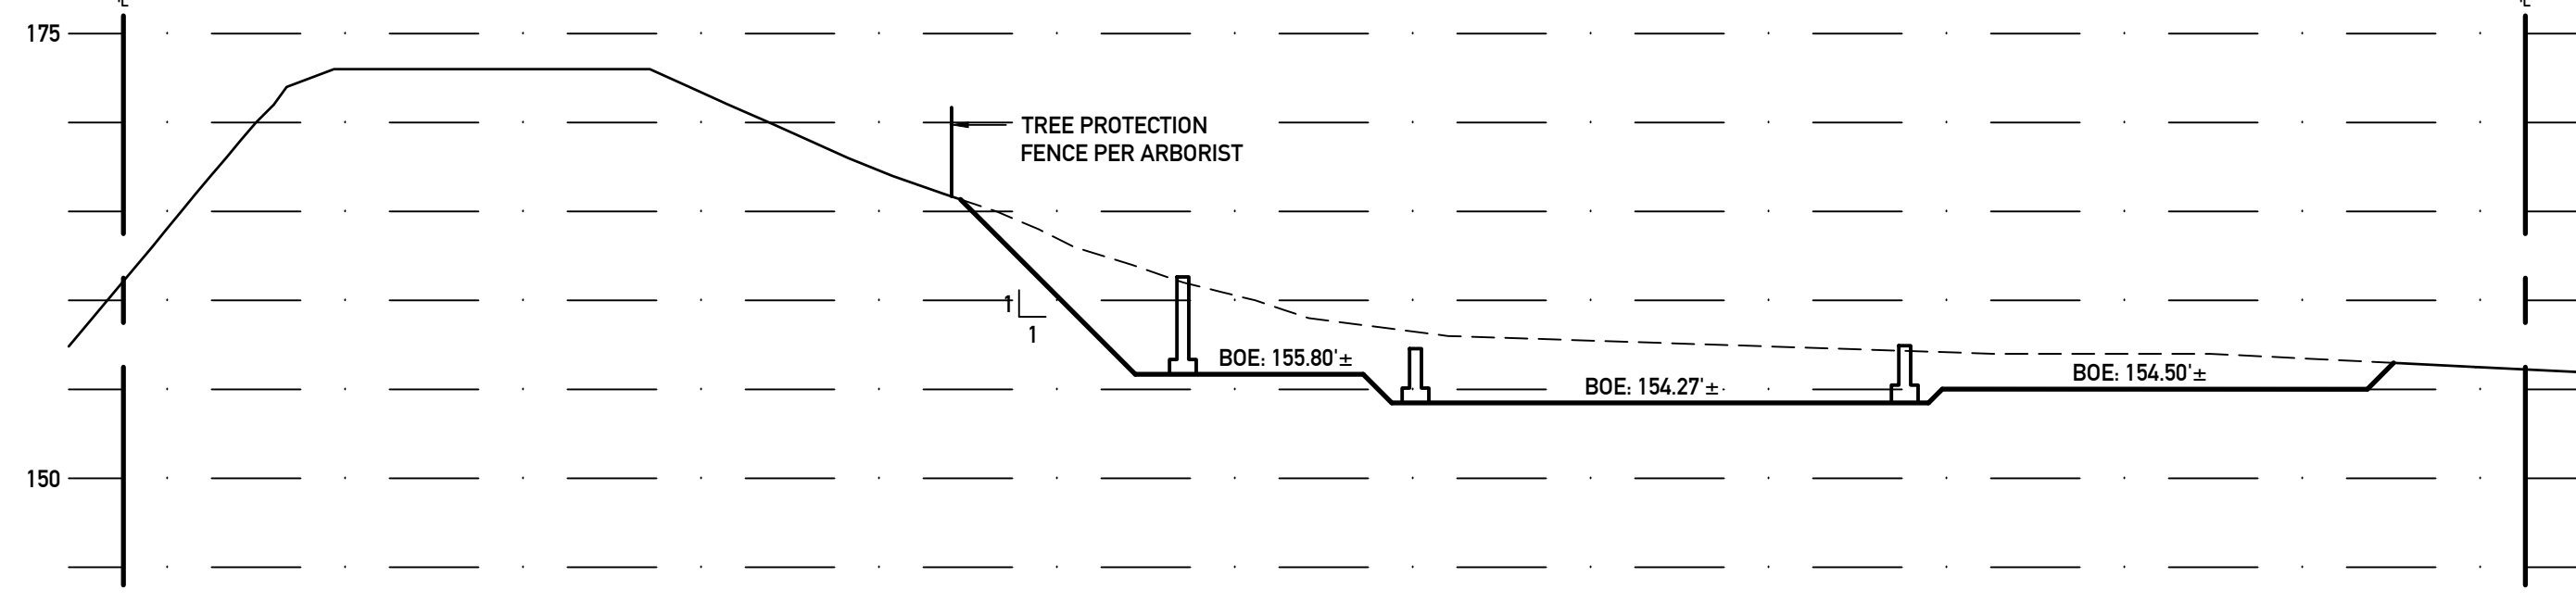 175
TREE PROTECTION
FENCE PER ARBORIST
1
1
BOE: 155.80'±
BOE: 154.27'±
BOE: 154.50'±
150